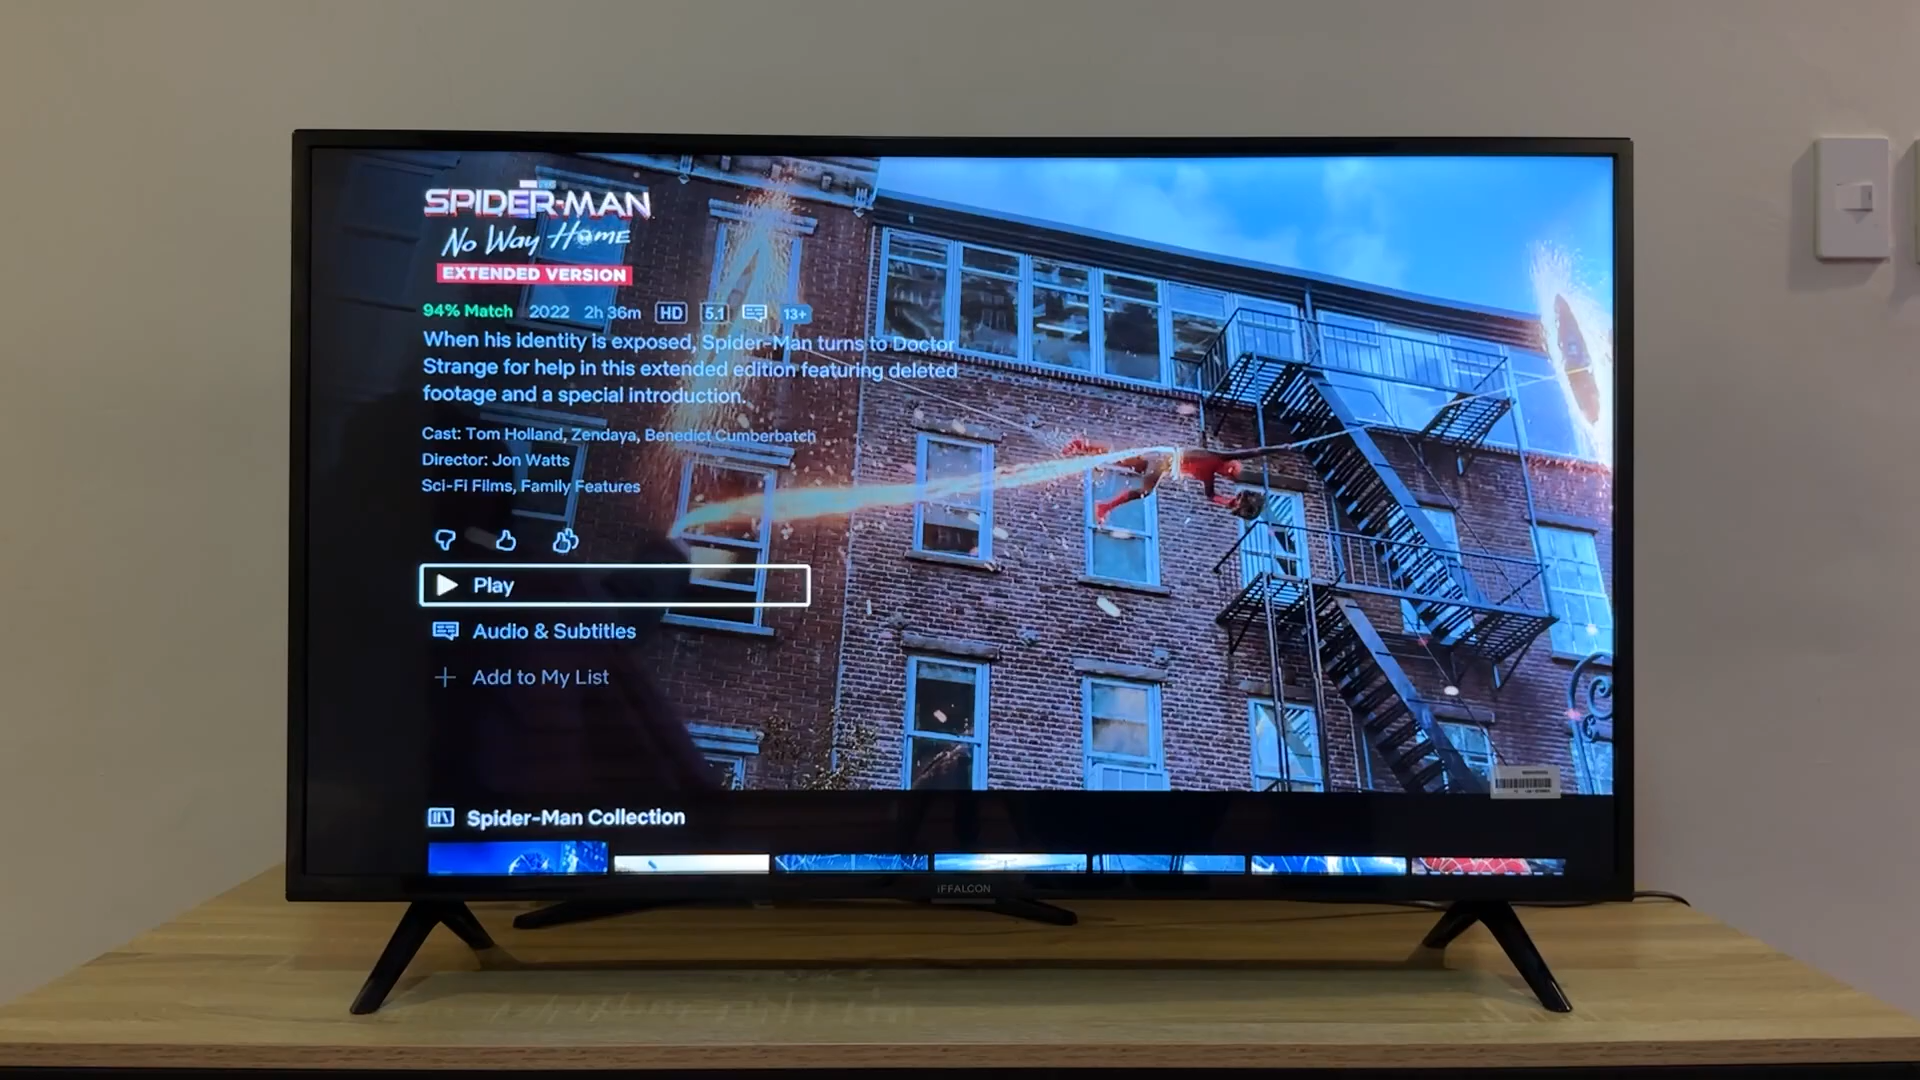 SPIDER-MAN
No Way Home
EXTENDED VERSION
94% Match 2022 2h 36m HD 5.1 13+
When his identity is exposed, Spider-Man turns to Doctor
Strange for help in this extended edition featuring deleted
footage and a special introduction.
Cast: Tom Holland, Zendaya, Benedict Cumberbatch
Director: Jon Watts
Sci-Fi Films, Family Features
Play
Audio & Subtitles
Add to My List
Spider-Man Collection
iFFALCON